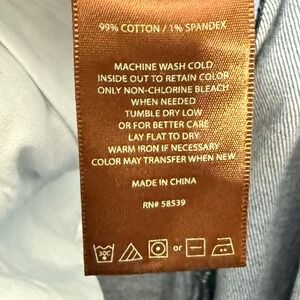 99% COTTON / 1% SPANDEX
MACHINE WASH COLD
INSIDE OUT TO RETAIN COLOR
ONLY NON-CHLORINE BLEACH
WHEN NEEDED
TUMBLE DRY LOW
OR FOR BETTER CARE
LAY FLAT TO DRY
WARM IRON IF NECESSARY
COLOR MAY TRANSFER WHEN NEW
MADE IN CHINA
RN# 58539
30C or